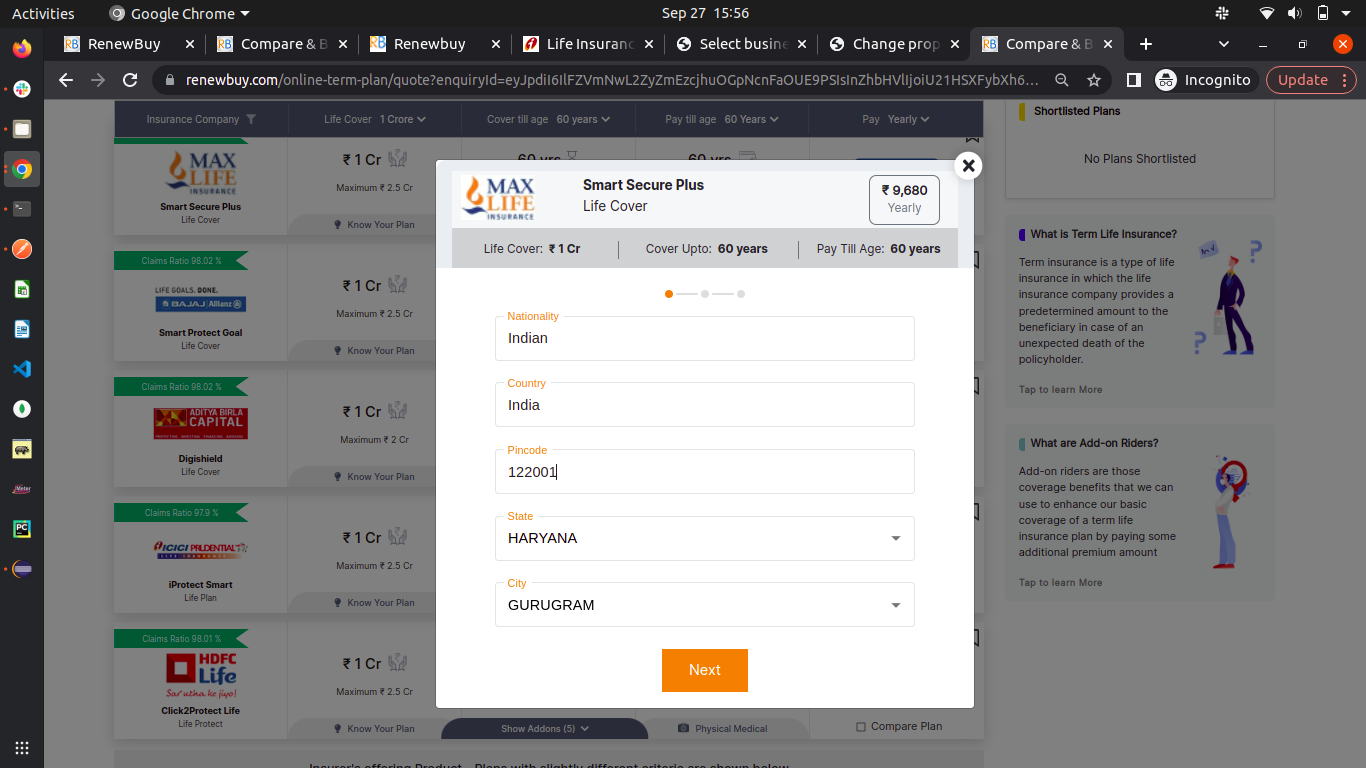 Activities
Google Chrome
Sep 27 15:56
RenewBuy
Compare & B
Renewbuy
Life Insuranc
Select busine
Change prop
Compare & B
renewbuy.com/online-term-plan/quote?enquiryId=eyJpdiI6IlFZVmNwL2ZyZmEzcjhuOGpNcnFaOUE9PSIsInZhbHVlIjoiU21HSXFybXh6...
Incognito
Update
Insurance Company
Life Cover 1 Crore
Cover till age 60 years
Pay till age 60 Years
Pay Yearly
MAX
LIFE
INSURANCE
Smart Secure Plus
Life Cover
₹ 1 Cr
Maximum ₹ 2.5 Cr
Know Your Plan
60 yrs
60 yrs
Claims Ratio 98.02 %
LIFE GOALS. DONE.
BAJAJ Allianz
Smart Protect Goal
Life Cover
₹ 1 Cr
Maximum ₹ 2.5 Cr
Know Your Plan
Claims Ratio 98.02 %
ADITYA BIRLA
CAPITAL
PROTECTING INVESTING FINANCING ADVISING
Digishield
Life Cover
₹ 1 Cr
Maximum ₹ 2 Cr
Know Your Plan
Claims Ratio 97.9 %
ICICI PRUDENTIAL
LIFE INSURANCE
iProtect Smart
Life Plan
₹ 1 Cr
Maximum ₹ 2.5 Cr
Know Your Plan
Claims Ratio 98.01 %
HDFC
Life
Sar utha ke jiyo!
Click2Protect Life
Life Protect
₹ 1 Cr
Maximum ₹ 2.5 Cr
Know Your Plan
Show Addons (5)
Physical Medical
Compare Plan
Insurer's offering Product - Plans with slightly different criteria are shown below
MAX
LIFE
INSURANCE
Smart Secure Plus
Life Cover
₹ 9,680
Yearly
Life Cover: ₹ 1 Cr
Cover Upto: 60 years
Pay Till Age: 60 years
Nationality
Indian
Country
India
Pincode
122001
State
HARYANA
City
GURUGRAM
Next
Shortlisted Plans
No Plans Shortlisted
What is Term Life Insurance?
Term insurance is a type of life
insurance in which the life
insurance company provides a
predetermined amount to the
beneficiary in case of an
unexpected death of the
policyholder.
Tap to learn More
What are Add-on Riders?
Add-on riders are those
coverage benefits that we can
use to enhance our basic
coverage of a term life
insurance plan by paying some
additional premium amount
Tap to learn More